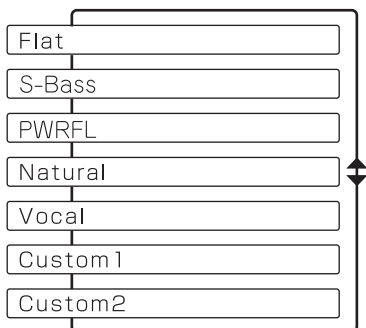 Flat
S-Bass
PWRFL
Natural
Vocal
Custom1
Custom2